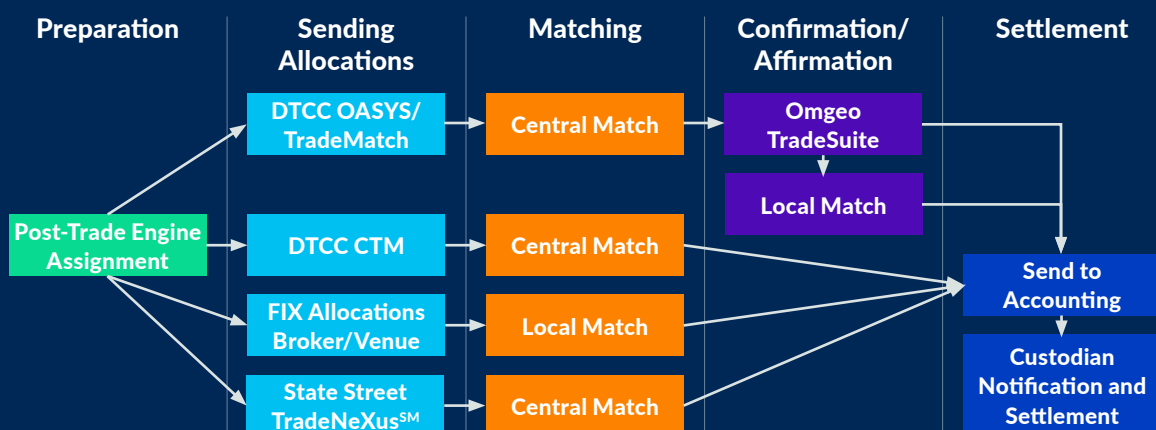 Preparation
Sending
Allocations
Matching
Confirmation/
Affirmation
Settlement
DTCC OASYS/
TradeMatch
Central Match
Omgeo
TradeSuite
Local Match
Post-Trade Engine
Assignment
DTCC CTM
Central Match
Send to
Accounting
FIX Allocations
Broker/Venue
Local Match
Custodian
Notification and
Settlement
State Street
TradeNeXusSM
Central Match